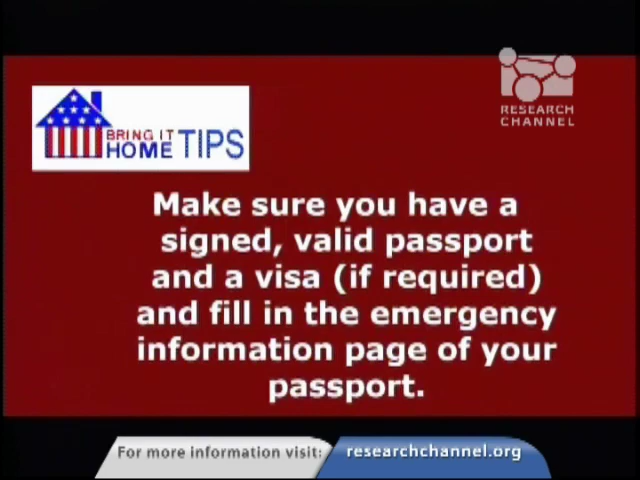 RESEARCH
CHANNEL
BRING IT
HOME TIPS
Make sure you have a
signed, valid passport
and a visa (if required)
and fill in the emergency
information page of your
passport.
For more information visit: researchchannel.org